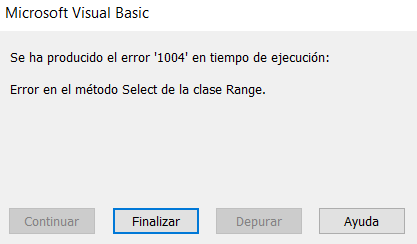 Microsoft Visual Basic
Se ha producido el error '1004' en tiempo de ejecución:
Error en el método Select de la clase Range.
Continuar
Finalizar
Depurar
Ayuda